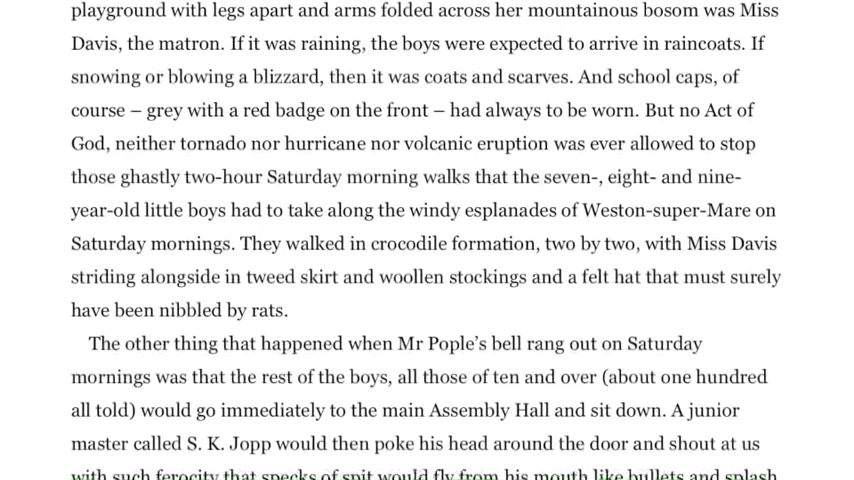 playground with legs apart and arms folded across her mountainous bosom was Miss
Davis, the matron. If it was raining, the boys were expected to arrive in raincoats. If
snowing or blowing a blizzard, then it was coats and scarves. And school caps, of
course – grey with a red badge on the front – had always to be worn. But no Act of
God, neither tornado nor hurricane nor volcanic eruption was ever allowed to stop
those ghastly two-hour Saturday morning walks that the seven-, eight- and nine-
year-old little boys had to take along the windy esplanades of Weston-super-Mare on
Saturday mornings. They walked in crocodile formation, two by two, with Miss Davis
striding alongside in tweed skirt and woollen stockings and a felt hat that must surely
have been nibbled by rats.
The other thing that happened when Mr Pople’s bell rang out on Saturday
mornings was that the rest of the boys, all those of ten and over (about one hundred
all told) would go immediately to the main Assembly Hall and sit down. A junior
master called S. K. Jopp would then poke his head around the door and shout at us
with such ferocity that specks of spit would fly from his mouth like bullets and splash